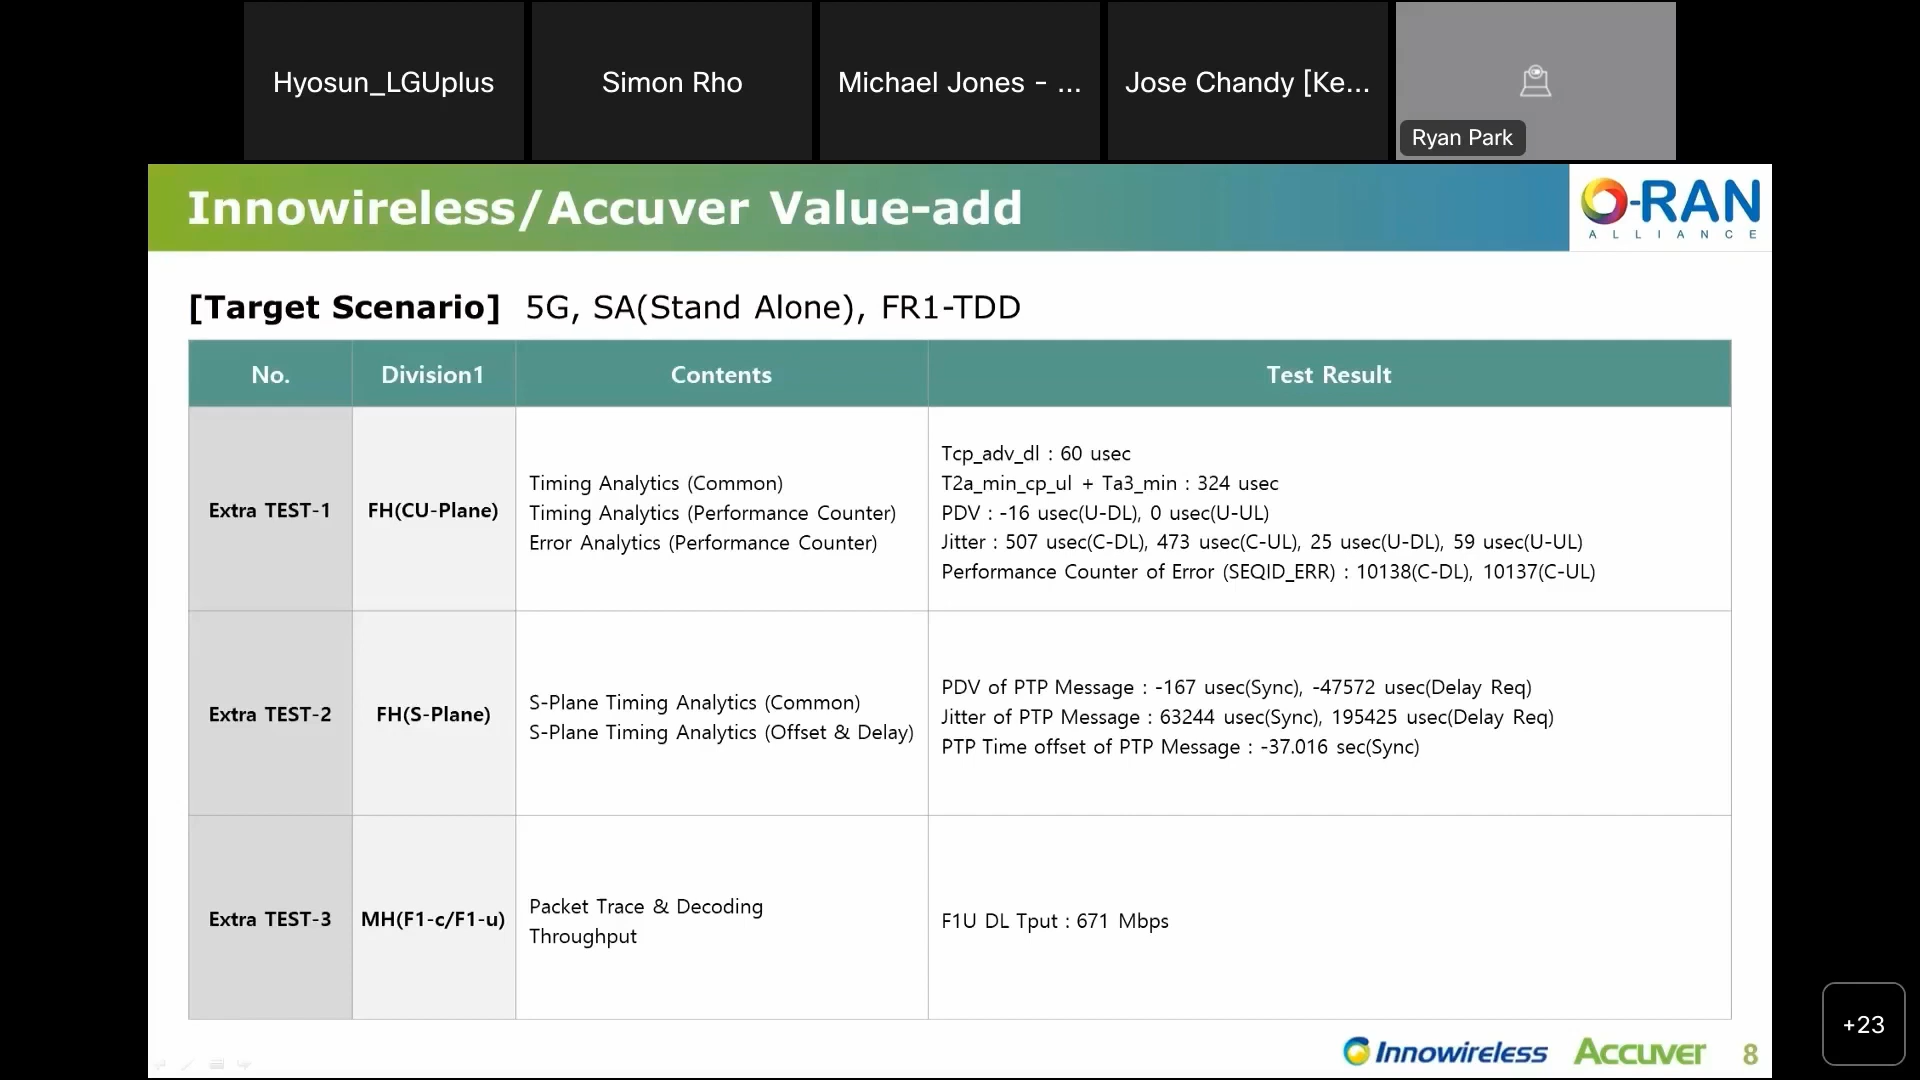 Hyosun_LGUplus
Simon Rho
Michael Jones - ...
Jose Chandy [Ke...
Ryan Park
Innowireless/Accuver Value-add
O-RAN
ALLIANCE
[Target Scenario] 5G, SA(Stand Alone), FR1-TDD
No.
Division1
Contents
Test Result
Extra TEST-1
FH(CU-Plane)
Timing Analytics (Common)
Timing Analytics (Performance Counter)
Error Analytics (Performance Counter)
Tcp_adv_dl : 60 usec
T2a_min_cp_ul + Ta3_min : 324 usec
PDV : -16 usec(U-DL), 0 usec(U-UL)
Jitter : 507 usec(C-DL), 473 usec(C-UL), 25 usec(U-DL), 59 usec(U-UL)
Performance Counter of Error (SEQID_ERR) : 10138(C-DL), 10137(C-UL)
Extra TEST-2
FH(S-Plane)
S-Plane Timing Analytics (Common)
S-Plane Timing Analytics (Offset & Delay)
PDV of PTP Message : -167 usec(Sync), -47572 usec(Delay Req)
Jitter of PTP Message : 63244 usec(Sync), 195425 usec(Delay Req)
PTP Time offset of PTP Message : -37.016 sec(Sync)
Extra TEST-3
MH(F1-c/F1-u)
Packet Trace & Decoding
Throughput
F1U DL Tput : 671 Mbps
Innowireless
Accuver
8
+23